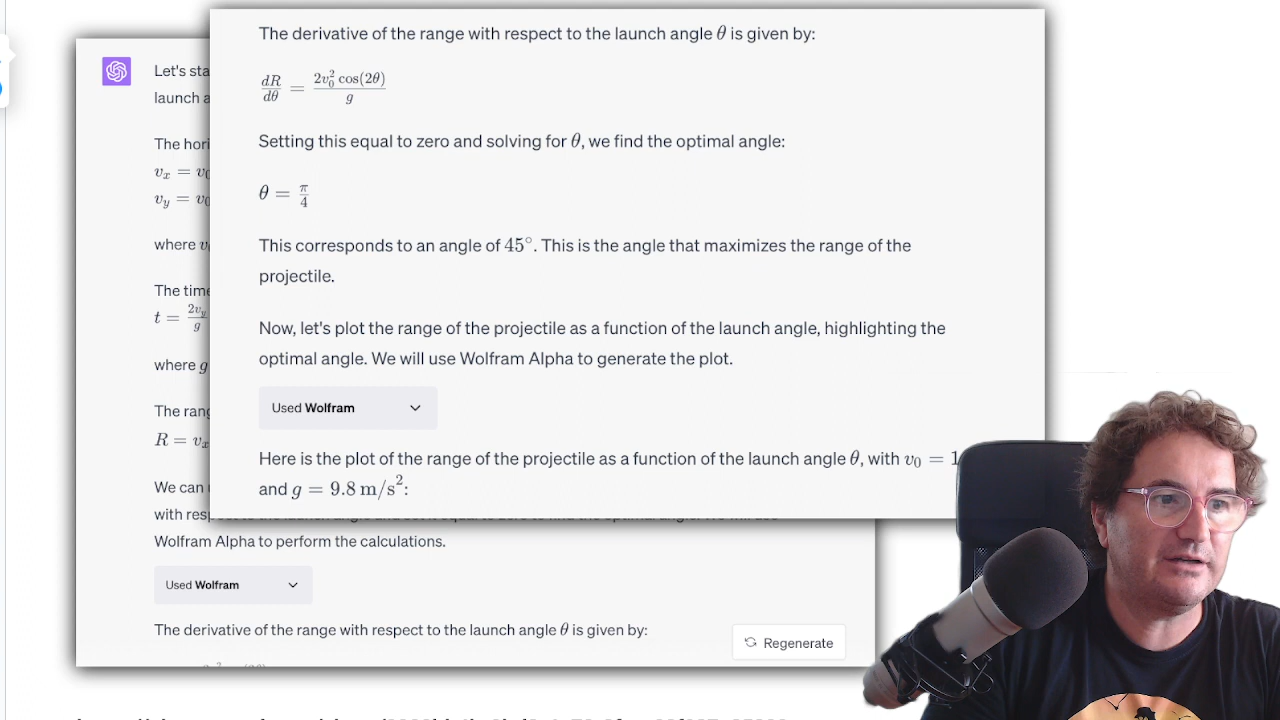 The derivative of the range with respect to the launch angle θ is given by:
dR/dθ = 2v₀² cos(2θ)/g
Setting this equal to zero and solving for θ, we find the optimal angle:
θ = π/4
This corresponds to an angle of 45°. This is the angle that maximizes the range of the
projectile.
Now, let's plot the range of the projectile as a function of the launch angle, highlighting the
optimal angle. We will use Wolfram Alpha to generate the plot.
Used Wolfram
Here is the plot of the range of the projectile as a function of the launch angle θ, with v₀ = 1
and g = 9.8 m/s²:
Let's sta
launch a
The hori
vₓ = v₀
v_y = v₀
where v
The time
t = 2v_y/g
where g
The rang
R = vₓ
We can
with
Wolfram Alpha to perform the calculations.
Used Wolfram
The derivative of the range with respect to the launch angle θ is given by:
Regenerate